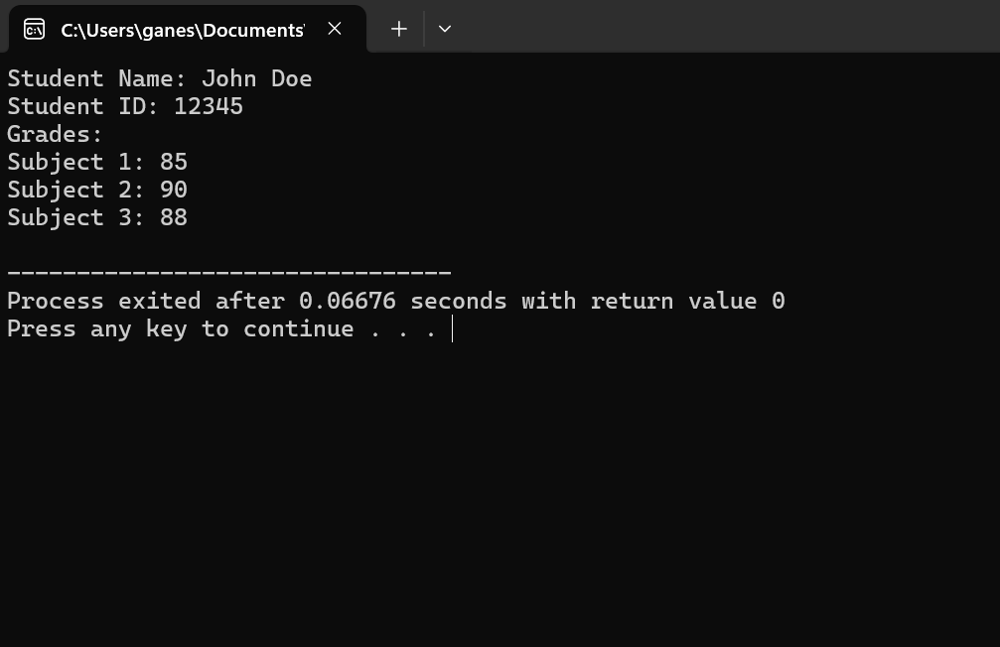 C:\Users\ganes\Documents'
Student Name: John Doe
Student ID: 12345
Grades:
Subject 1: 85
Subject 2: 90
Subject 3: 88
--------------------------------
Process exited after 0.06676 seconds with return value 0
Press any key to continue . . .